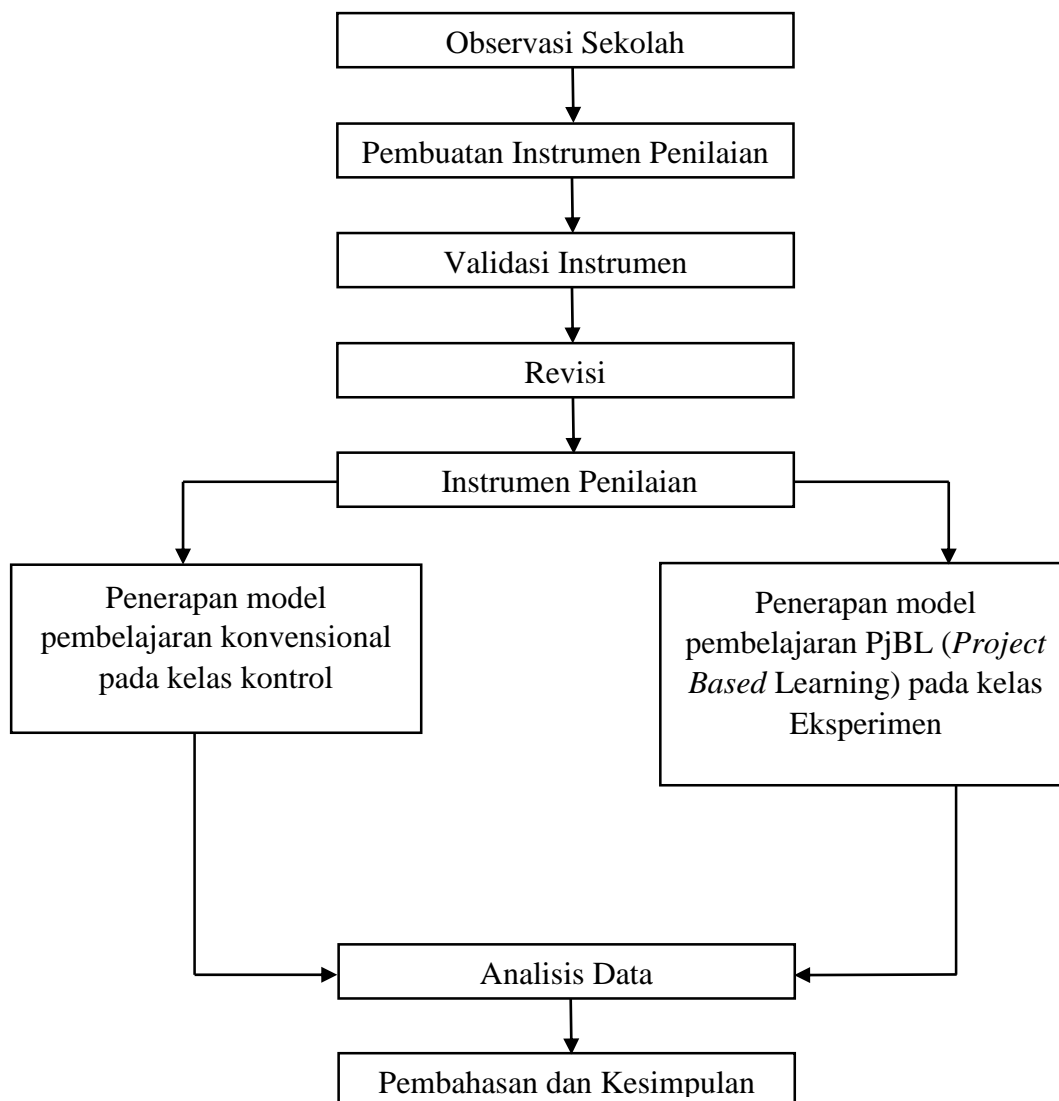 Observasi Sekolah
Pembuatan Instrumen Penilaian
Validasi Instrumen
Revisi
Instrumen Penilaian
Penerapan model
pembelajaran konvensional
pada kelas kontrol
Penerapan model
pembelajaran PjBL (Project
Based Learning) pada kelas
Eksperimen
Analisis Data
Pembahasan dan Kesimpulan